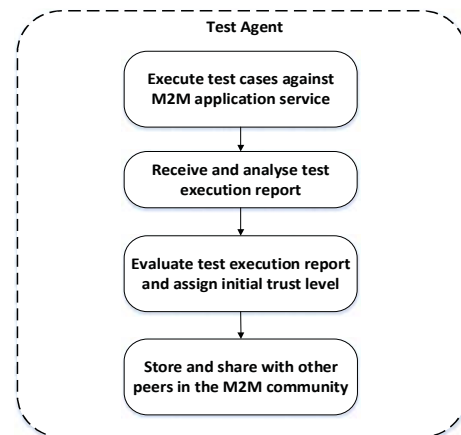 Test Agent
Execute test cases against
M2M application service
Receive and analyse test
execution report
Evaluate test execution report
and assign initial trust level
Store and share with other
peers in the M2M community